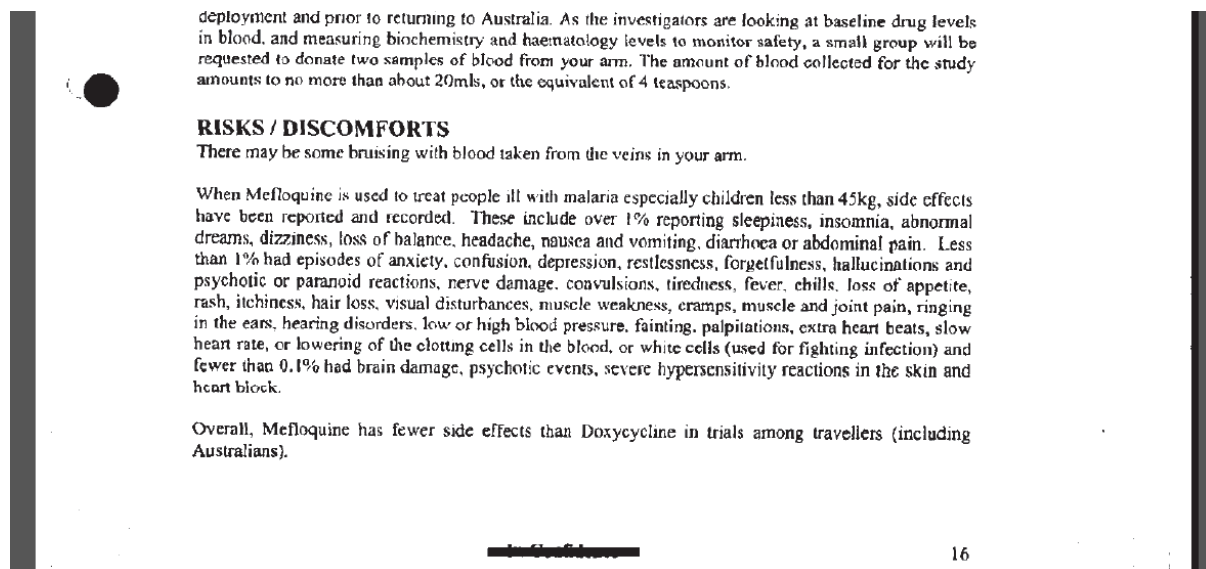 deployment and prior to returning to Australia. As the investigators are looking at baseline drug levels
in blood, and measuring biochemistry and haematology levels to monitor safety, a small group will be
requested to donate two samples of blood from your arm. The amount of blood collected for the study
amounts to no more than about 20mls, or the equivalent of 4 teaspoons.
RISKS / DISCOMFORTS
There may be some bruising with blood taken from the veins in your arm.
When Mefloquine is used to treat people ill with malaria especially children less than 45kg, side effects
have been reported and recorded. These include over 1% reporting sleepiness, insomnia, abnormal
dreams, dizziness, loss of balance, headache, nausea and vomiting, diarrhoea or abdominal pain. Less
than 1% had episodes of anxiety, confusion, depression, restlessness, forgetfulness, hallucinations and
psychotic or paranoid reactions, nerve damage, convulsions, tiredness, fever, chills, loss of appetite,
rash, itchiness, hair loss, visual disturbances, muscle weakness, cramps, muscle and joint pain, ringing
in the ears, hearing disorders, low or high blood pressure, fainting, palpitations, extra heart beats, slow
heart rate, or lowering of the clotting cells in the blood, or white cells (used for fighting infection) and
fewer than 0.1% had brain damage, psychotic events, severe hypersensitivity reactions in the skin and
heart block.
Overall, Mefloquine has fewer side effects than Doxycycline in trials among travellers (including
Australians).
16